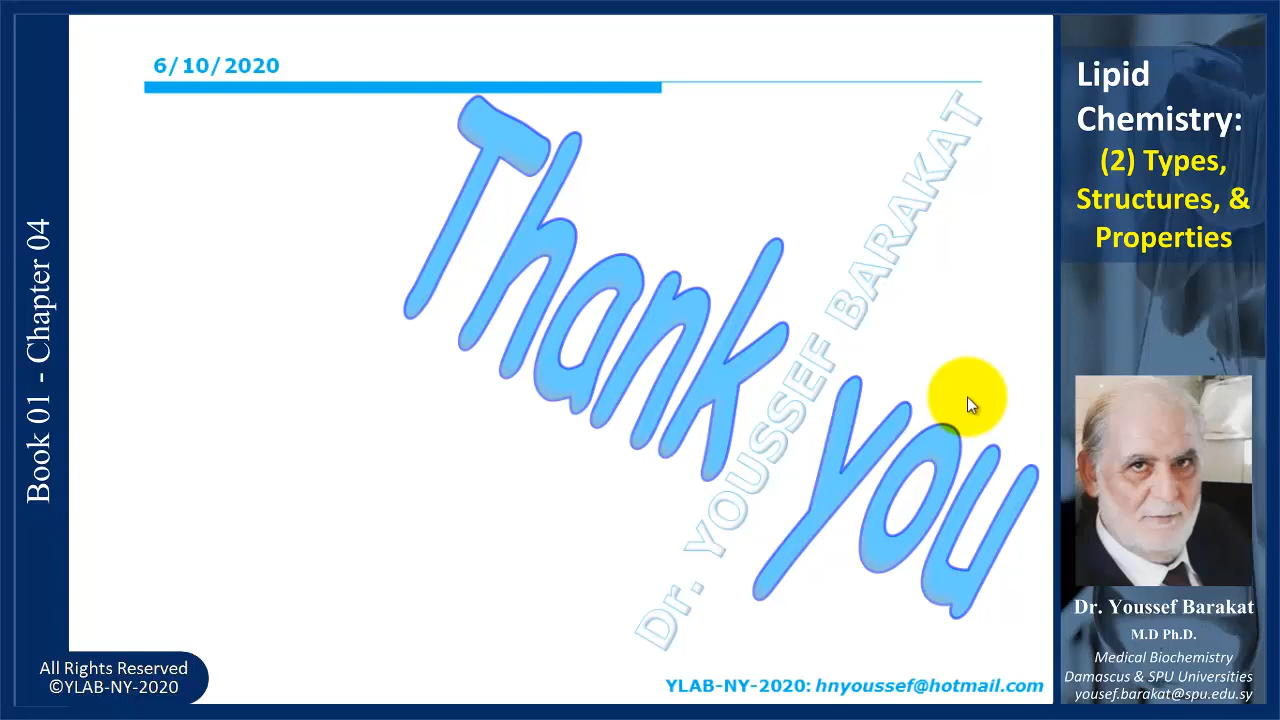 6/10/2020
Thank you
Dr. YOUSSEF BARAKAT
YLAB-NY-2020: hnyoussef@hotmail.com
Book 01 - Chapter 04
All Rights Reserved
©YLAB-NY-2020
Lipid
Chemistry:
(2) Types,
Structures, &
Properties
Dr. Youssef Barakat
M.D Ph.D.
Medical Biochemistry
Damascus & SPU Universities
yousef.barakat@spu.edu.sy